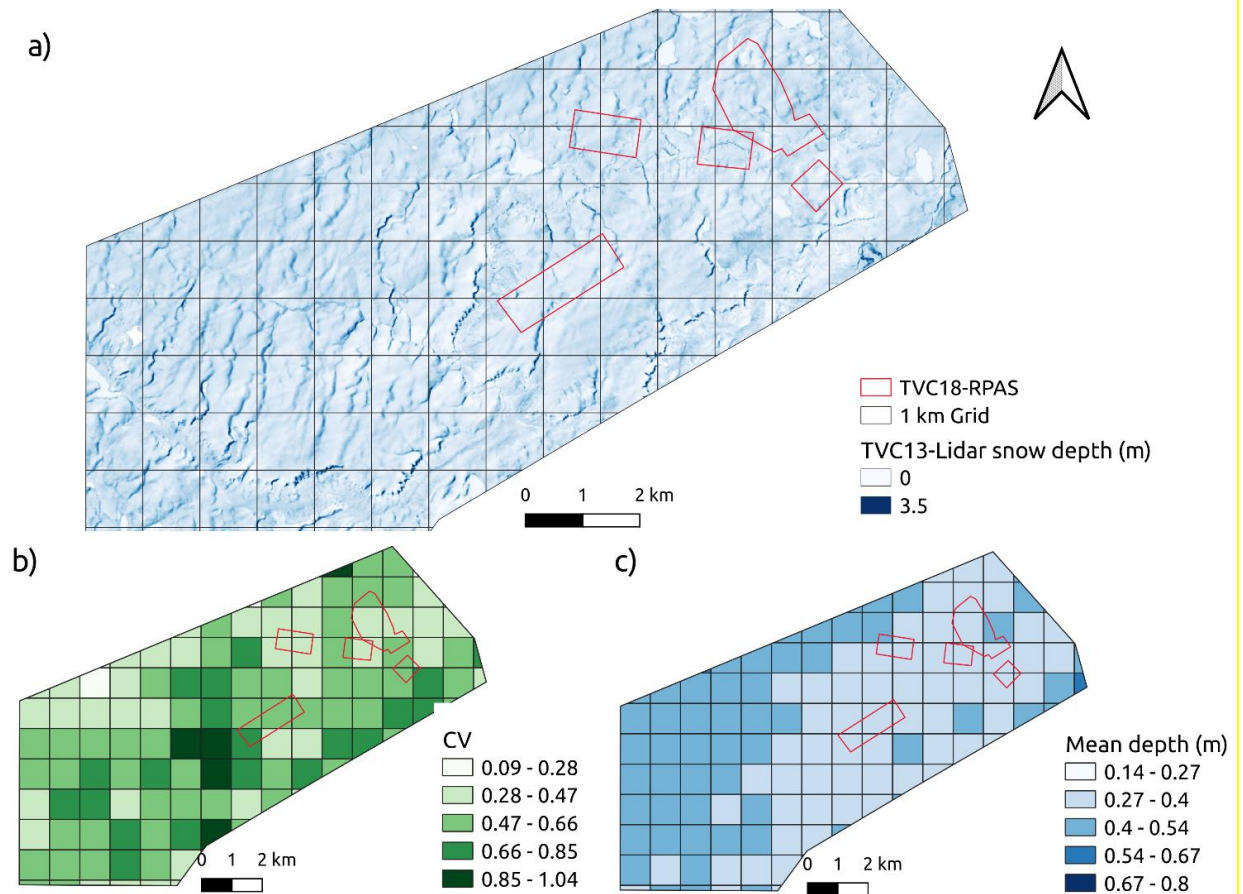 a)
TVC18-RPAS
1 km Grid
TVC13-Lidar snow depth (m)
0
3.5
0 1 2 km
b)
CV
0.09 - 0.28
0.28 - 0.47
0.47 - 0.66
0.66 - 0.85
0.85 - 1.04
0 1 2 km
c)
Mean depth (m)
0.14 - 0.27
0.27 - 0.4
0.4 - 0.54
0.54 - 0.67
0.67 - 0.8
0 1 2 km